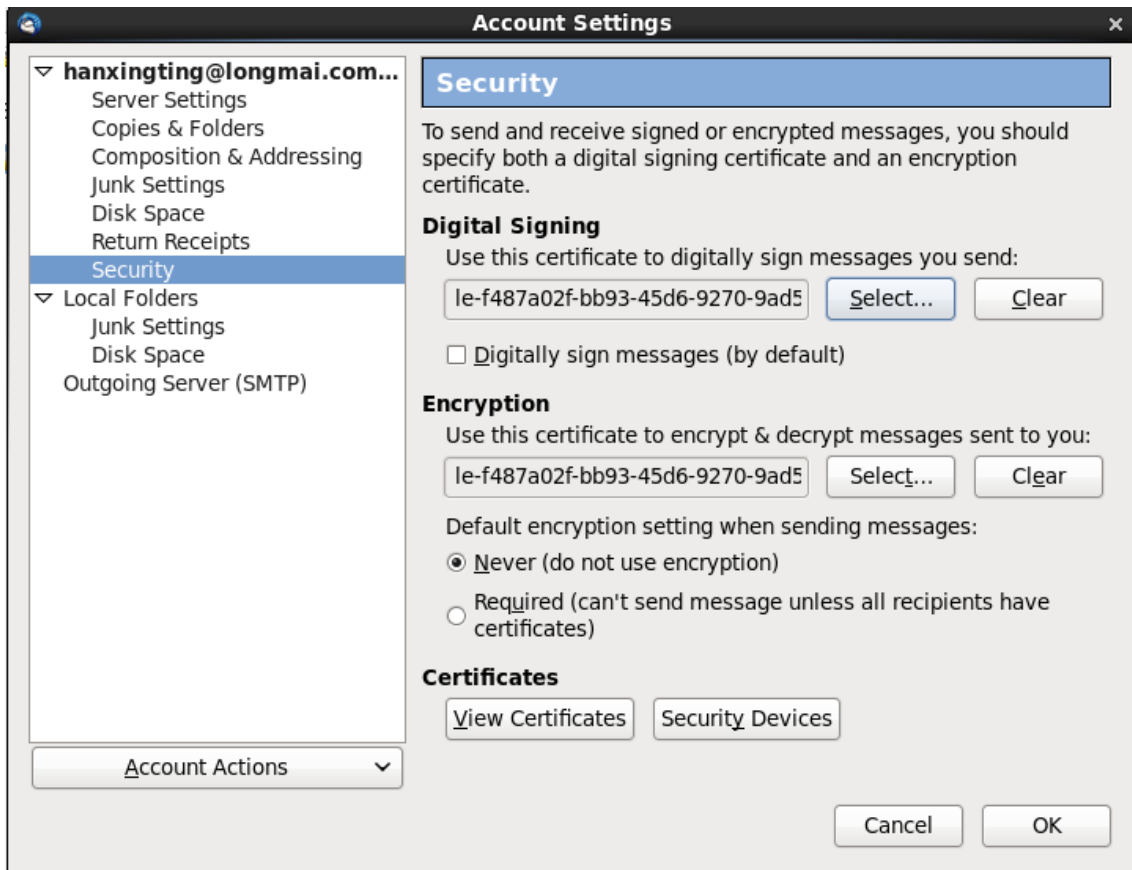 Account Settings
hanxingting@longmai.com...
Server Settings
Copies & Folders
Composition & Addressing
Junk Settings
Disk Space
Return Receipts
Security
Local Folders
Junk Settings
Disk Space
Outgoing Server (SMTP)
Account Actions
Security
To send and receive signed or encrypted messages, you should
specify both a digital signing certificate and an encryption
certificate.
Digital Signing
Use this certificate to digitally sign messages you send:
le-f487a02f-bb93-45d6-9270-9ad5 Select... Clear
Digitally sign messages (by default)
Encryption
Use this certificate to encrypt & decrypt messages sent to you:
le-f487a02f-bb93-45d6-9270-9ad5 Select... Clear
Default encryption setting when sending messages:
Never (do not use encryption)
Required (can't send message unless all recipients have
certificates)
Certificates
View Certificates Security Devices
Cancel OK